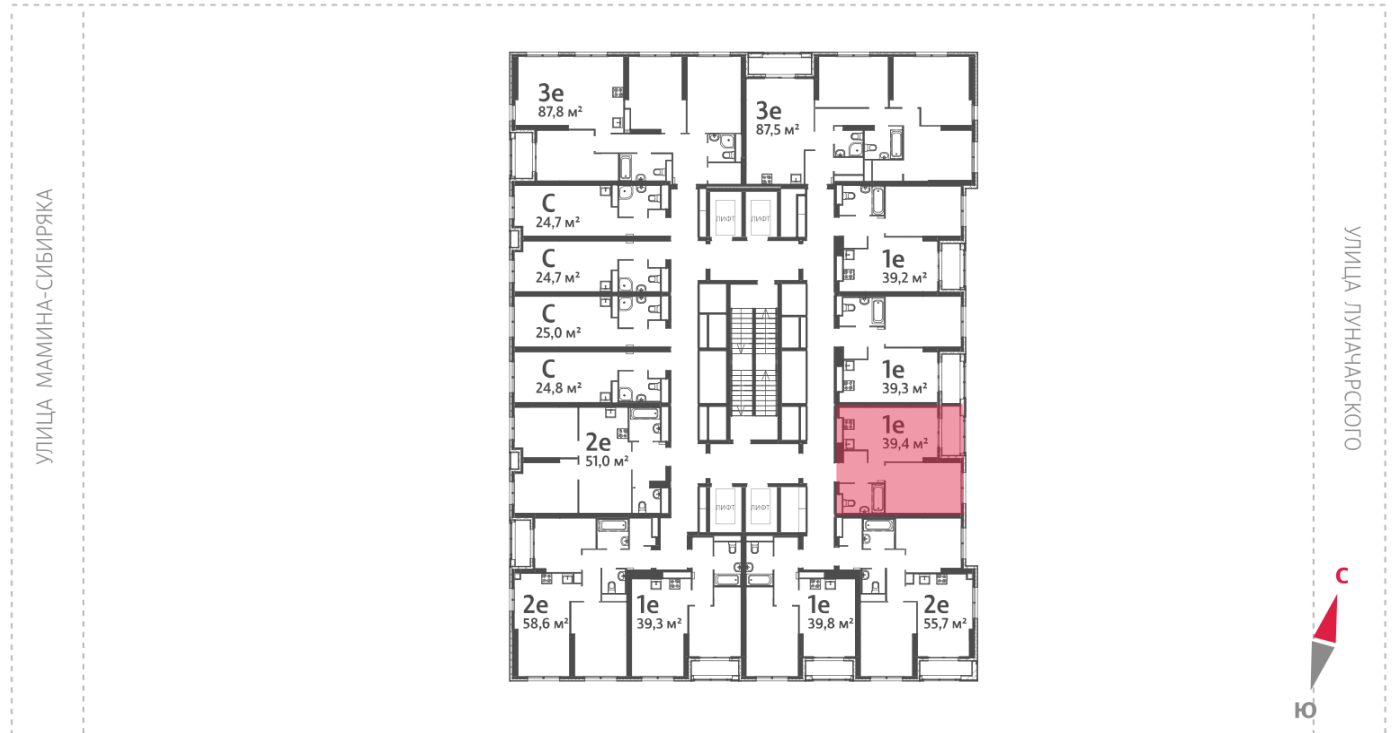 УЛИЦА МАМИНА-СИБИРЯКА
3е
87,8 м²
3е
87,5 м²
С
24,7 м²
ЛИФТ
ЛИФТ
С
24,7 м²
1е
39,2 м²
С
25,0 м²
С
24,8 м²
1е
39,3 м²
2е
51,0 м²
1е
39,4 м²
ЛИФТ
ЛИФТ
2е
58,6 м²
1е
39,3 м²
1е
39,8 м²
2е
55,7 м²
УЛИЦА ЛУНАЧАРСКОГО
С
Ю